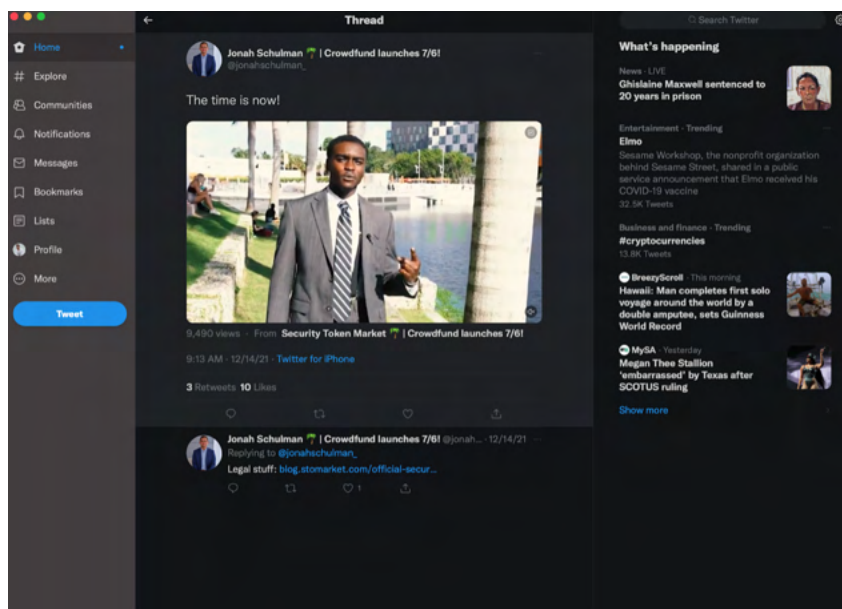 Home
Explore
Communities
Notifications
Messages
Bookmarks
Lists
Profile
More
Tweet
Thread
Jonah Schulman 🌴 | Crowdfund launches 7/6!
@jonahschulman_
The time is now!
9,490 views · From Security Token Market 🌴 | Crowdfund launches 7/6!
9:13 AM · 12/14/21 · Twitter for iPhone
3 Retweets 10 Likes
Jonah Schulman 🌴 | Crowdfund launches 7/6! @jonah... · 12/14/21
Replying to @jonahschulman_
Legal stuff: blog.stomarket.com/official-secur...
1
Search Twitter
What's happening
News · LIVE
Ghislaine Maxwell sentenced to
20 years in prison
Entertainment · Trending
Elmo
Sesame Workshop, the nonprofit organization
behind Sesame Street, shared in a public
service announcement that Elmo received his
COVID-19 vaccine
32.5K Tweets
Business and finance · Trending
#cryptocurrencies
13.8K Tweets
BreezyScroll · This morning
Hawaii: Man completes first solo
voyage around the world by a
double amputee, sets Guinness
World Record
MySA · Yesterday
Megan Thee Stallion
'embarrassed' by Texas after
SCOTUS ruling
Show more